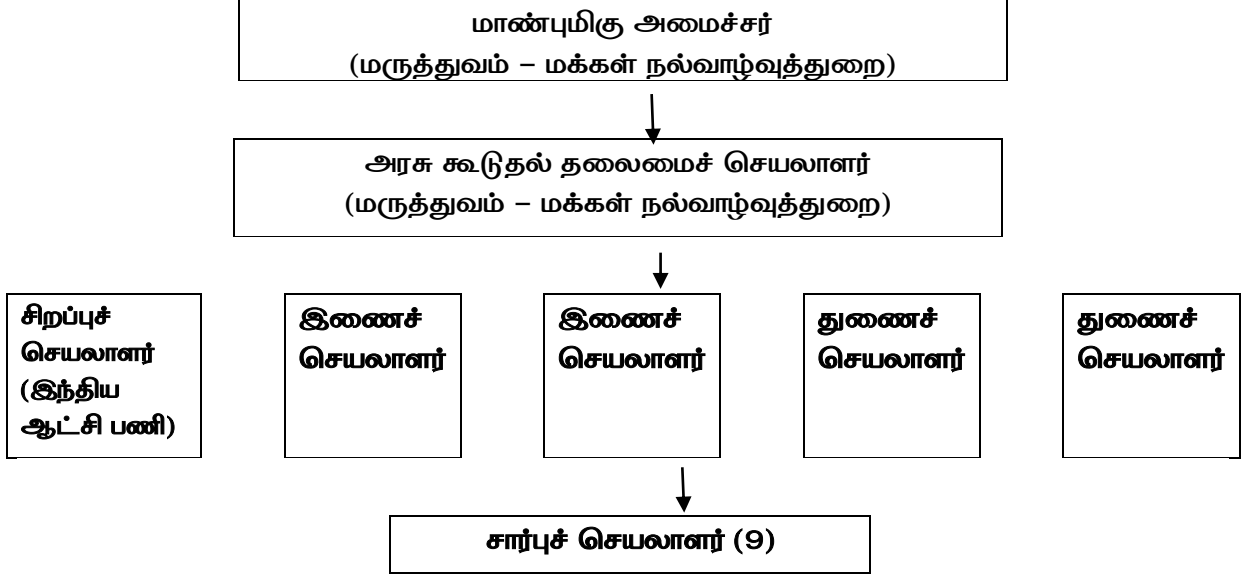 மாண்புமிகு அமைச்சர்
(மருத்துவம் – மக்கள் நல்வாழ்வுத்துறை)
அரசு கூடுதல் தலைமைச் செயலாளர்
(மருத்துவம் – மக்கள் நல்வாழ்வுத்துறை)
சிறப்புச்
செயலாளர்
(இந்திய
ஆட்சி பணி)
இணைச்
செயலாளர்
இணைச்
செயலாளர்
துணைச்
செயலாளர்
துணைச்
செயலாளர்
சார்புச் செயலாளர் (9)